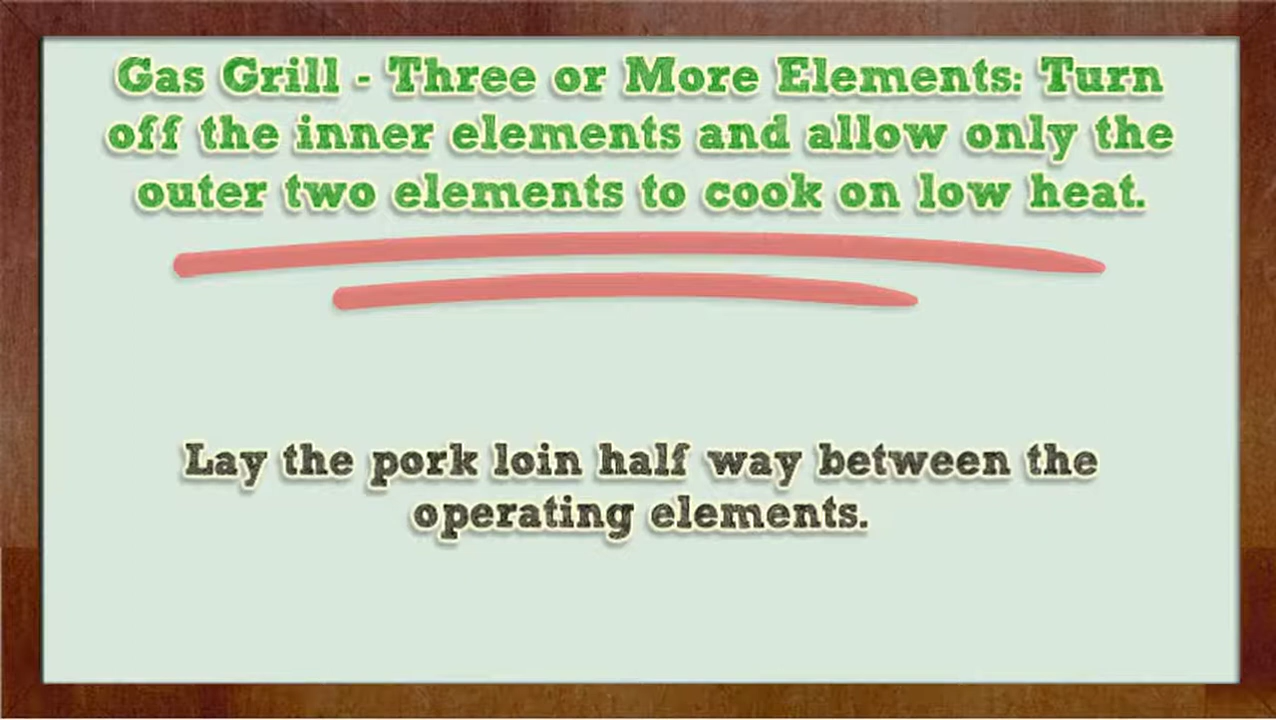 Gas Grill - Three or More Elements: Turn
off the inner elements and allow only the
outer two elements to cook on low heat.
Lay the pork loin half way between the
operating elements.